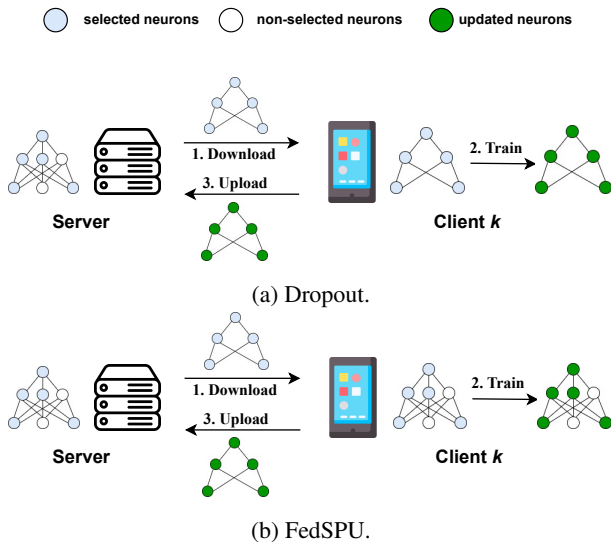 selected neurons non-selected neurons updated neurons
1. Download
3. Upload
2. Train
Server
Client k
(a) Dropout.
1. Download
3. Upload
2. Train
Server
Client k
(b) FedSPU.